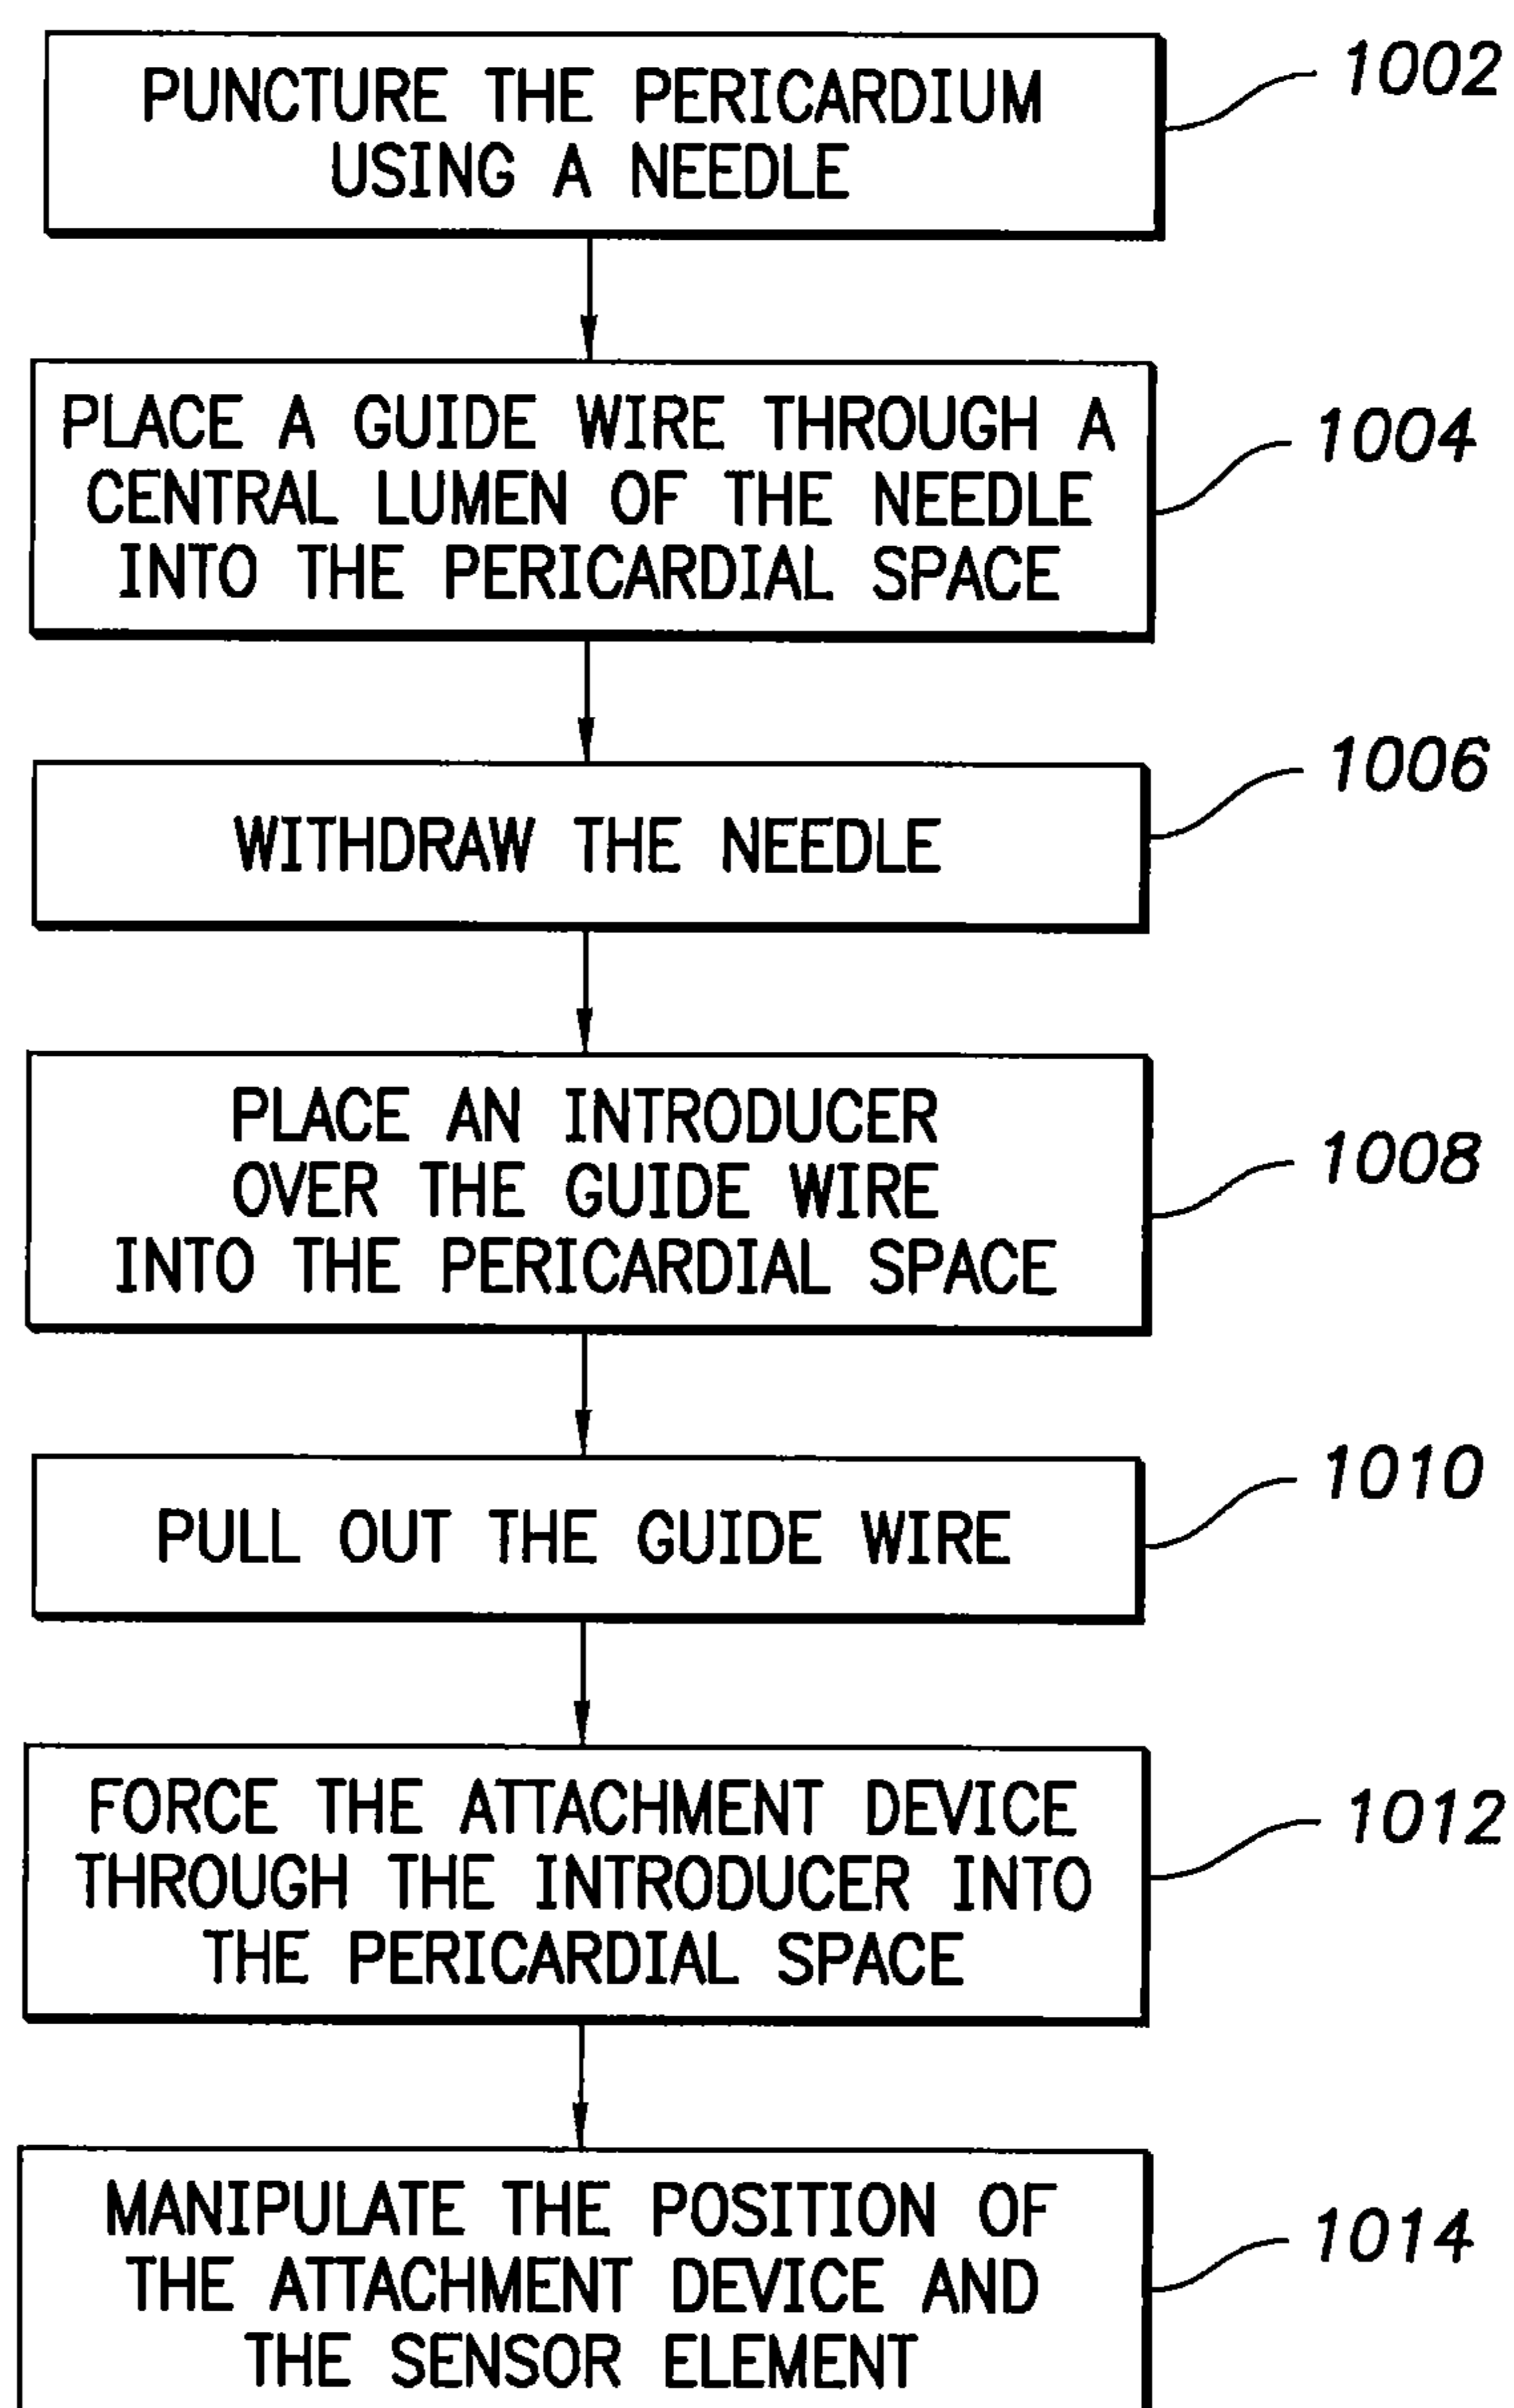 PUNCTURE THE PERICARDIUM
USING A NEEDLE
1002
PLACE A GUIDE WIRE THROUGH A
CENTRAL LUMEN OF THE NEEDLE
INTO THE PERICARDIAL SPACE
1004
WITHDRAW THE NEEDLE
1006
PLACE AN INTRODUCER
OVER THE GUIDE WIRE
INTO THE PERICARDIAL SPACE
1008
PULL OUT THE GUIDE WIRE
1010
FORCE THE ATTACHMENT DEVICE
THROUGH THE INTRODUCER INTO
THE PERICARDIAL SPACE
1012
MANIPULATE THE POSITION OF
THE ATTACHMENT DEVICE AND
THE SENSOR ELEMENT
1014